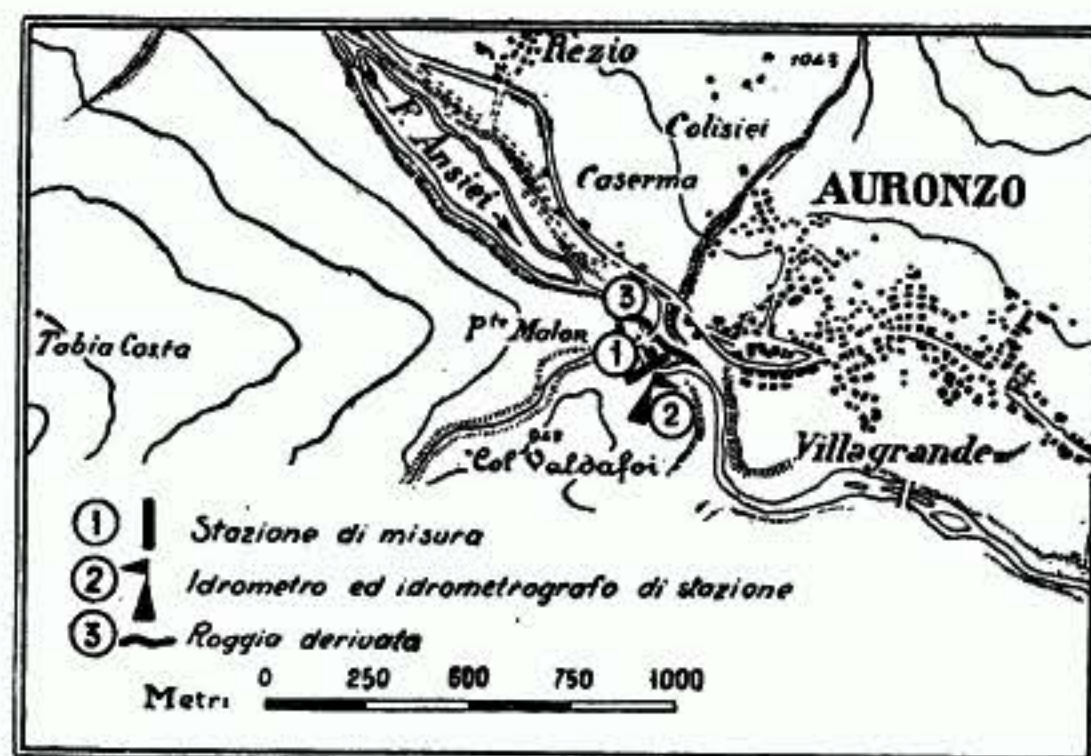 Rezio
1048
Colisiei
F. Ansiei
Caserma
AURONZO
3
Tobia Costa
Pte Malon
1
2
Col Valdafoi
Villagrande
1 Stazione di misura
2 Idrometro ed idrometrografo di stazione
3 Roggia derivata
Metri 0 250 500 750 1000